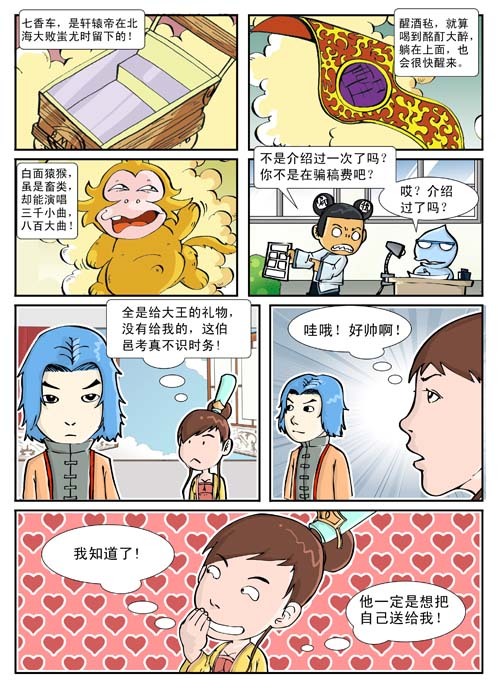 七香车，是轩辕帝在北
海大败蚩尤时留下的！
醒酒毡，就算
喝到酩酊大醉，
躺在上面，也
会很快醒来。
白面猿猴，
虽是畜类，
却能演唱
三千小曲，
八百大曲！
不是介绍过一次了吗？
你不是在骗稿费吧？
哎？介绍
过了吗？
全是给大王的礼物，
没有给我的，这伯
邑考真不识时务！
哇哦！好帅啊！
我知道了！
他一定是想把
自己送给我！